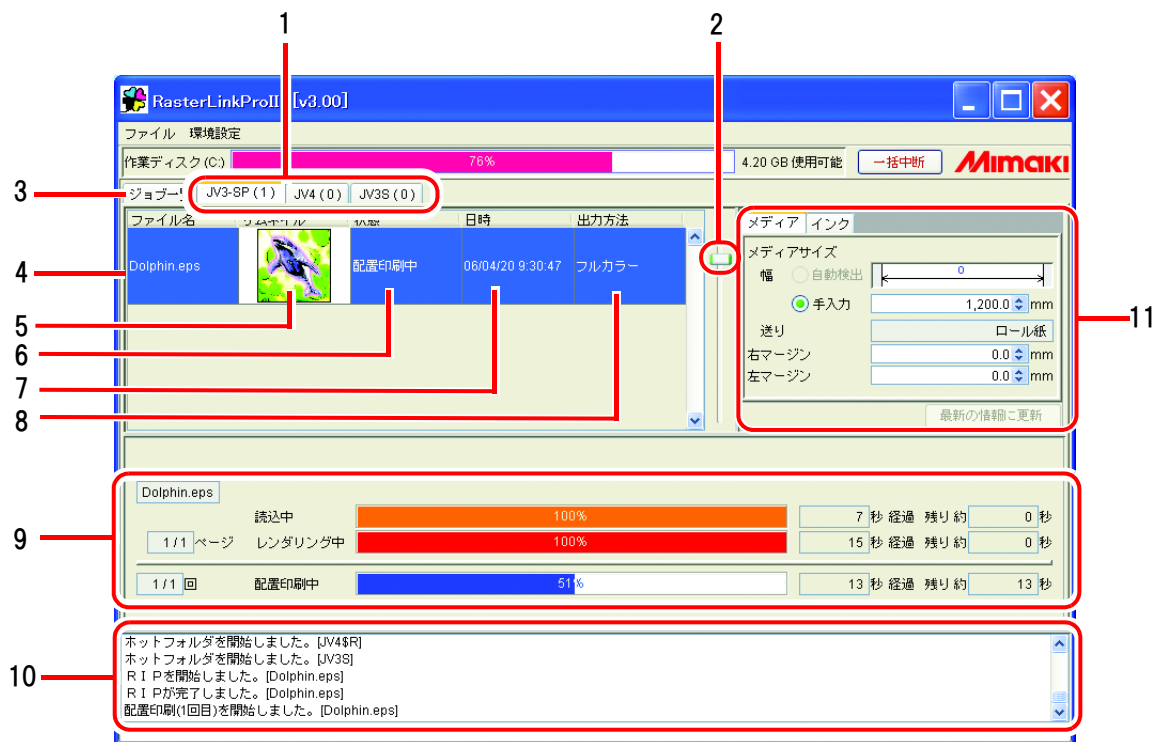 1
2
RasterLinkProII [v3.00]
ファイル 環境設定
作業ディスク(C:) 76% 4.20 GB 使用可能 一括中断 Mimaki
3
JV3-SP ( 1 ) JV4 ( 0 ) JV3S ( 0 )
ファイル名 サムネイル 状態 日時 出力方法
4
Dolphin.eps 配置印刷中 06/04/20 9:30:47 フルカラー
5
6
7
8
メディア インク
メディアサイズ
幅 自動検出 0
手入力 1,200.0 mm
送り ロール紙
右マージン 0.0 mm
左マージン 0.0 mm
最新の情報に更新
11
9
Dolphin.eps
読込中 100% 7 秒 経過 残り 約 0 秒
1 / 1 ページ レンダリング中 100% 15 秒 経過 残り 約 0 秒
1 / 1 回 配置印刷中 51% 13 秒 経過 残り 約 13 秒
10
ホットフォルダを開始しました。[JV4$R]
ホットフォルダを開始しました。[JV3S]
ＲＩＰを開始しました。[Dolphin.eps]
ＲＩＰが完了しました。[Dolphin.eps]
配置印刷(1回目)を開始しました。[Dolphin.eps]